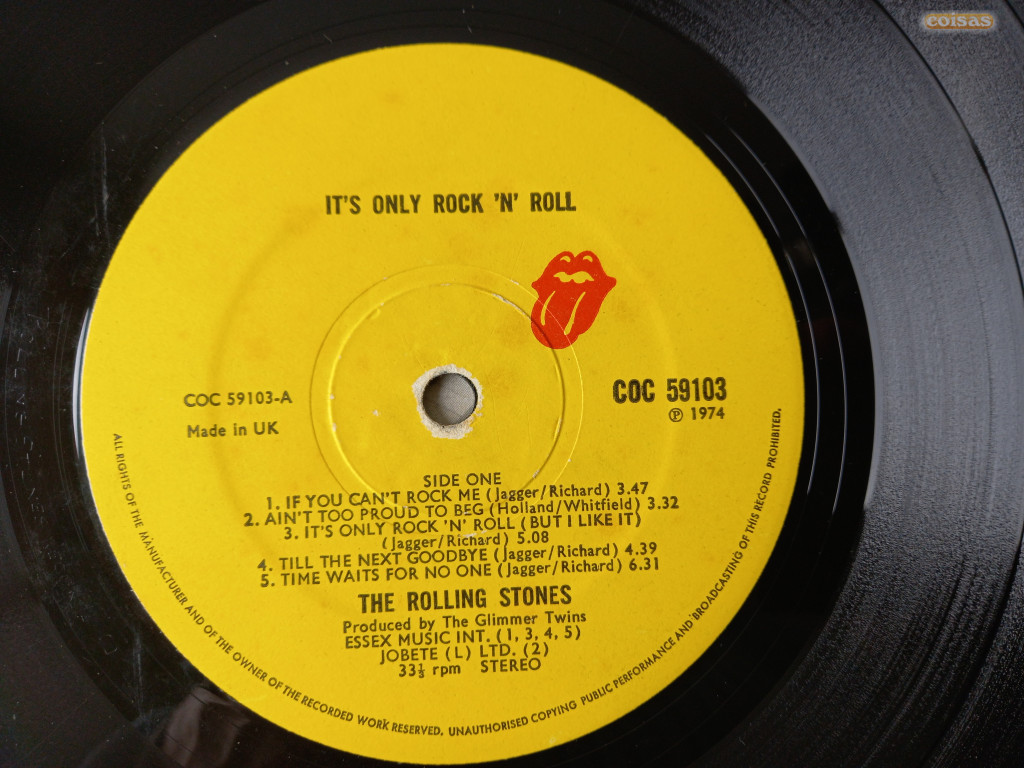 coisas
IT'S ONLY ROCK 'N' ROLL
COC 59103-A
Made in UK
COC 59103
℗ 1974
SIDE ONE
1. IF YOU CAN'T ROCK ME (Jagger/Richard) 3.47
2. AIN'T TOO PROUD TO BEG (Holland/Whitfield) 3.32
3. IT'S ONLY ROCK 'N' ROLL (BUT I LIKE IT)
(Jagger/Richard) 5.08
4. TILL THE NEXT GOODBYE (Jagger/Richard) 4.39
5. TIME WAITS FOR NO ONE (Jagger/Richard) 6.31
THE ROLLING STONES
Produced by The Glimmer Twins
ESSEX MUSIC INT. (1, 3, 4, 5)
JOBETE (L) LTD. (2)
33⅓ rpm STEREO
ALL RIGHTS OF THE MANUFACTURER AND OF THE OWNER OF THE RECORDED WORK RESERVED. UNAUTHORISED COPYING PUBLIC PERFORMANCE AND BROADCASTING OF THIS RECORD PROHIBITED.